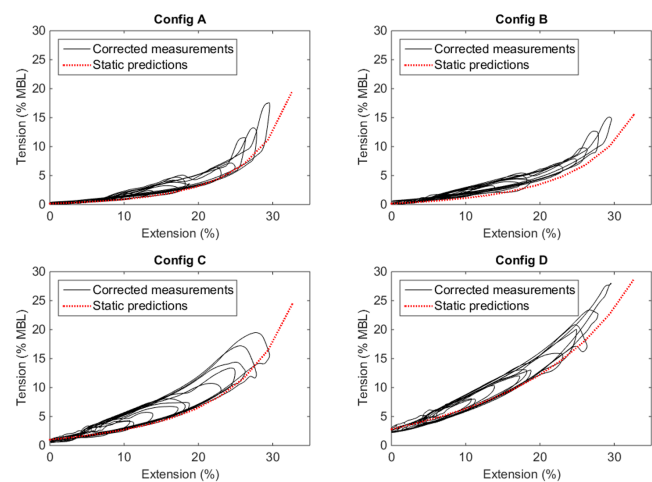 Config A
Corrected measurements
Static predictions
Tension (% MBL)
30
25
20
15
10
5
0
0 10 20 30
Extension (%)
Config B
Corrected measurements
Static predictions
Tension (% MBL)
30
25
20
15
10
5
0
0 10 20 30
Extension (%)
Config C
Corrected measurements
Static predictions
Tension (% MBL)
30
25
20
15
10
5
0
0 10 20 30
Extension (%)
Config D
Corrected measurements
Static predictions
Tension (% MBL)
30
25
20
15
10
5
0
0 10 20 30
Extension (%)